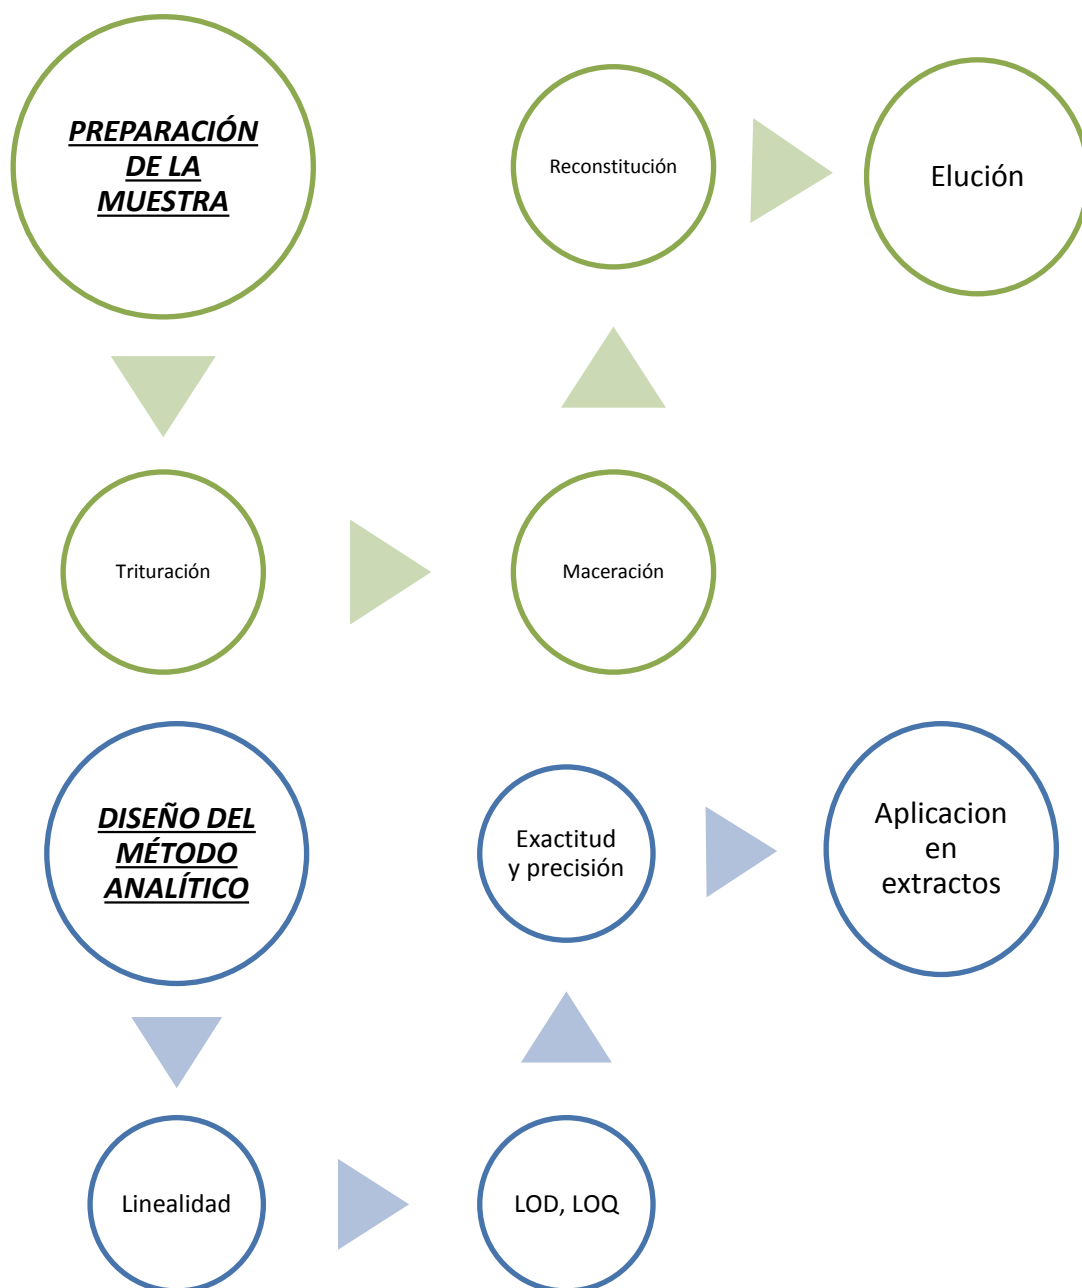 PREPARACIÓN
DE LA
MUESTRA
Trituración
Maceración
Reconstitución
Elución
DISEÑO DEL
MÉTODO
ANALÍTICO
Linealidad
LOD, LOQ
Exactitud
y precisión
Aplicacion
en
extractos